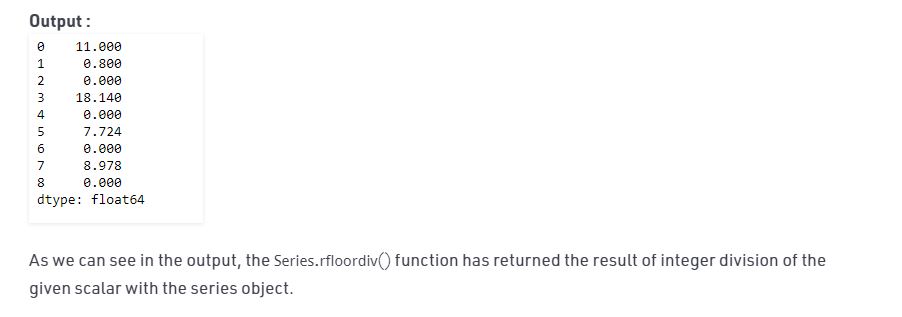 Output :
0 11.000
1 0.800
2 0.000
3 18.140
4 0.000
5 7.724
6 0.000
7 8.978
8 0.000
dtype: float64
As we can see in the output, the Series.rfloordiv() function has returned the result of integer division of the
given scalar with the series object.